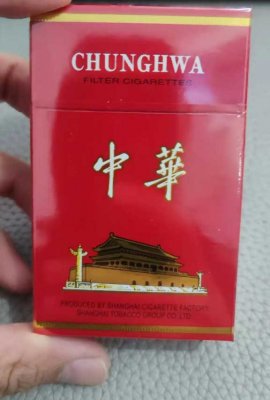 CHUNGHWA
FILTER CIGARETTES
中華
PRODUCED BY SHANGHAI CIGARETTE FACTORY
SHANGHAI TOBACCO GROUP CO. LTD.